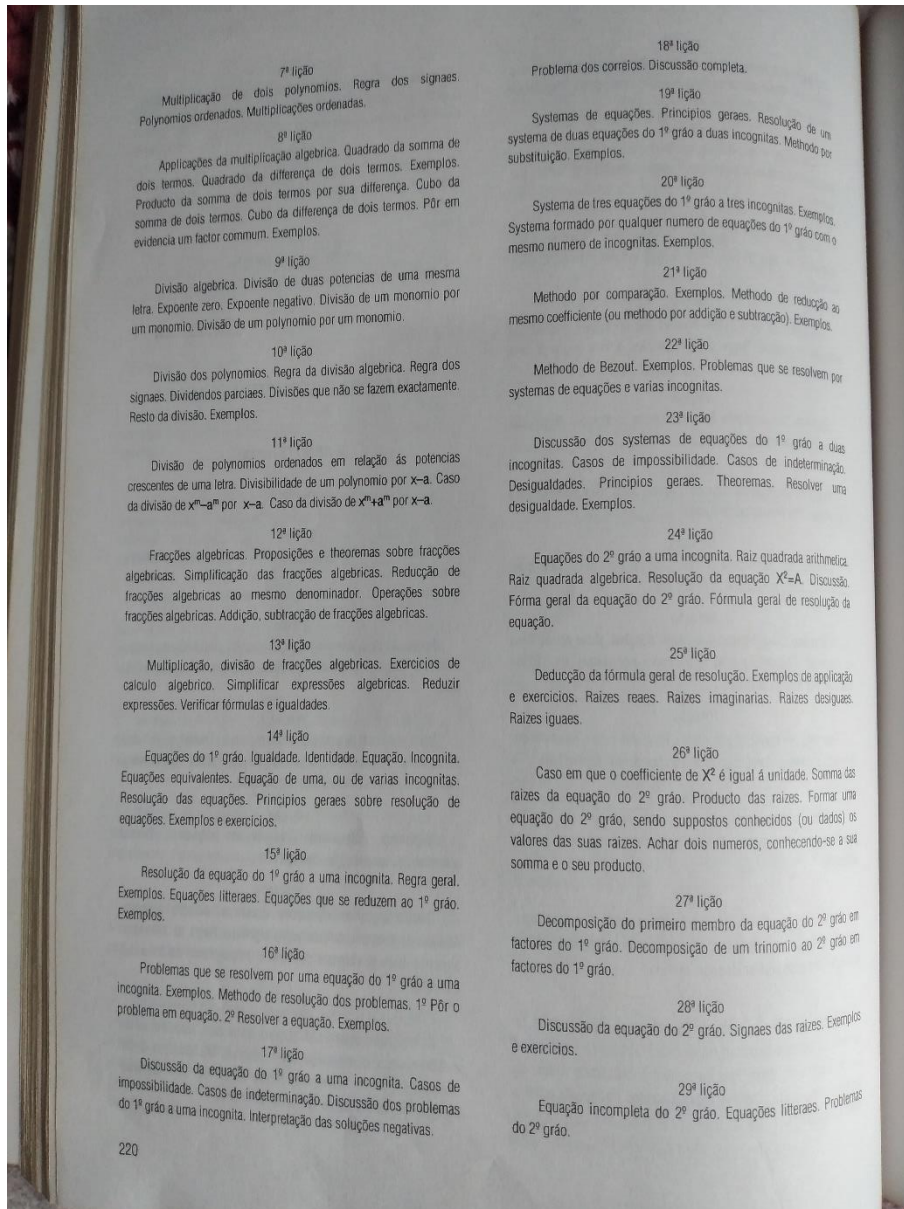 7ª lição
Multiplicação de dois polynomios. Regra dos signaes.
Polynomios ordenados. Multiplicações ordenadas.
8ª lição
Applicações da multiplicação algebrica. Quadrado da somma de
dois termos. Quadrado da differença de dois termos. Exemplos.
Producto da somma de dois termos por sua differença. Cubo da
somma de dois termos. Cubo da differença de dois termos. Pôr em
evidencia um factor commum. Exemplos.
9ª lição
Divisão algebrica. Divisão de duas potencias de uma mesma
letra. Expoente zero. Expoente negativo. Divisão de um monomio por
um monomio. Divisão de um polynomio por um monomio.
10ª lição
Divisão dos polynomios. Regra da divisão algebrica. Regra dos
signaes. Dividendos parciaes. Divisões que não se fazem exactamente.
Resto da divisão. Exemplos.
11ª lição
Divisão de polynomios ordenados em relação ás potencias
crescentes de uma letra. Divisibilidade de um polynomio por x–a. Caso
da divisão de xᵐ–aᵐ por x–a. Caso da divisão de xᵐ+aᵐ por x–a.
12ª lição
Fracções algebricas. Proposições e theoremas sobre fracções
algebricas. Simplificação das fracções algebricas. Reducção de
fracções algebricas ao mesmo denominador. Operações sobre
fracções algebricas. Addição, subtracção de fracções algebricas.
13ª lição
Multiplicação, divisão de fracções algebricas. Exercicios de
calculo algebrico. Simplificar expressões algebricas. Reduzir
expressões. Verificar fórmulas e igualdades.
14ª lição
Equações do 1º gráo. Igualdade. Identidade. Equação. Incognita.
Equações equivalentes. Equação de uma, ou de varias incognitas.
Resolução das equações. Principios geraes sobre resolução de
equações. Exemplos e exercicios.
15ª lição
Resolução da equação do 1º gráo a uma incognita. Regra geral.
Exemplos. Equações litteraes. Equações que se reduzem ao 1º gráo.
Exemplos.
16ª lição
Problemas que se resolvem por uma equação do 1º gráo a uma
incognita. Exemplos. Methodo de resolução dos problemas. 1º Pôr o
problema em equação. 2º Resolver a equação. Exemplos.
17ª lição
Discussão da equação do 1º gráo a uma incognita. Casos de
impossibilidade. Casos de indeterminação. Discussão dos problemas
do 1º gráo a uma incognita. Interpretação das soluções negativas.
220
18ª lição
Problema dos correios. Discussão completa.
19ª lição
Systemas de equações. Principios geraes. Resolução de um
systema de duas equações do 1º gráo a duas incognitas. Methodo por
substituição. Exemplos.
20ª lição
Systema de tres equações do 1º gráo a tres incognitas. Exemplos.
Systema formado por qualquer numero de equações do 1º gráo com o
mesmo numero de incognitas. Exemplos.
21ª lição
Methodo por comparação. Exemplos. Methodo de reducção ao
mesmo coefficiente (ou methodo por addição e subtracção). Exemplos.
22ª lição
Melhodo de Bezout. Exemplos. Problemas que se resolvem por
systemas de equações e varias incognitas.
23ª lição
Discussão dos systemas de equações do 1º gráo a duas
incognitas. Casos de impossibilidade. Casos de indeterminação.
Desigualdades. Principios geraes. Theoremas. Resolver uma
desigualdade. Exemplos.
24ª lição
Equações do 2º gráo a uma incognita. Raiz quadrada arithmetica.
Raiz quadrada algebrica. Resolução da equação X²=A. Discussão.
Fórma geral da equação do 2º gráo. Fórmula geral de resolução da
equação.
25ª lição
Deducção da fórmula geral de resolução. Exemplos de applicação
e exercicios. Raizes reaes. Raizes imaginarias. Raizes desiguaes.
Raizes iguaes.
26ª lição
Caso em que o coefficiente de X² é igual á unidade. Somma das
raizes da equação do 2º gráo. Producto das raizes. Formar uma
equação do 2º gráo, sendo suppostos conhecidos (ou dados) os
valores das suas raizes. Achar dois numeros, conhecendo-se a sua
somma e o seu producto.
27ª lição
Decomposição do primeiro membro da equação do 2º gráo em
factores do 1º gráo. Decomposição de um trinomio ao 2º gráo em
factores do 1º gráo.
28ª lição
Discussão da equação do 2º gráo. Signaes das raizes. Exemplos
e exercicios.
29ª lição
Equação incompleta do 2º gráo. Equações litteraes. Problemas
do 2º gráo.